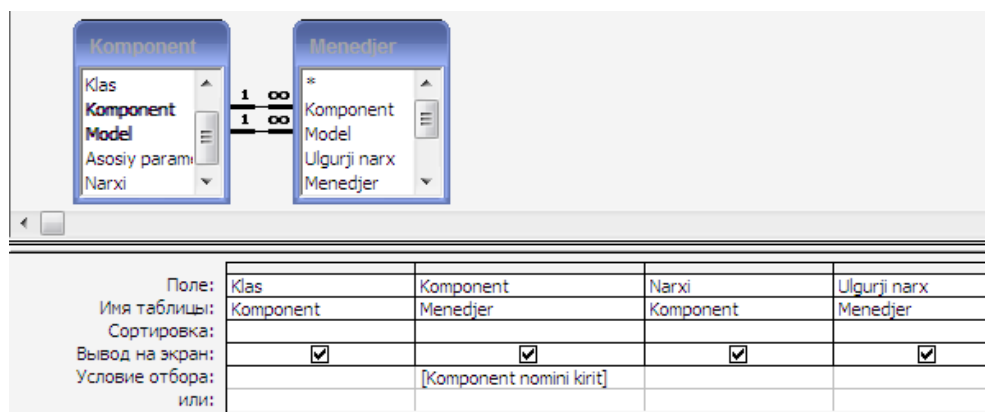 Komponent Menedjer
Klas *
Komponent 1 ∞ Komponent
Model 1 ∞ Model
Asosiy param Ulgurji narx
Narxi Menedjer
Поле: Klas Komponent Narxi Ulgurji narx
Имя таблицы: Komponent Menedjer Komponent Menedjer
Сортировка:
Вывод на экран:
Условие отбора: [Komponent nomini kirit]
или: